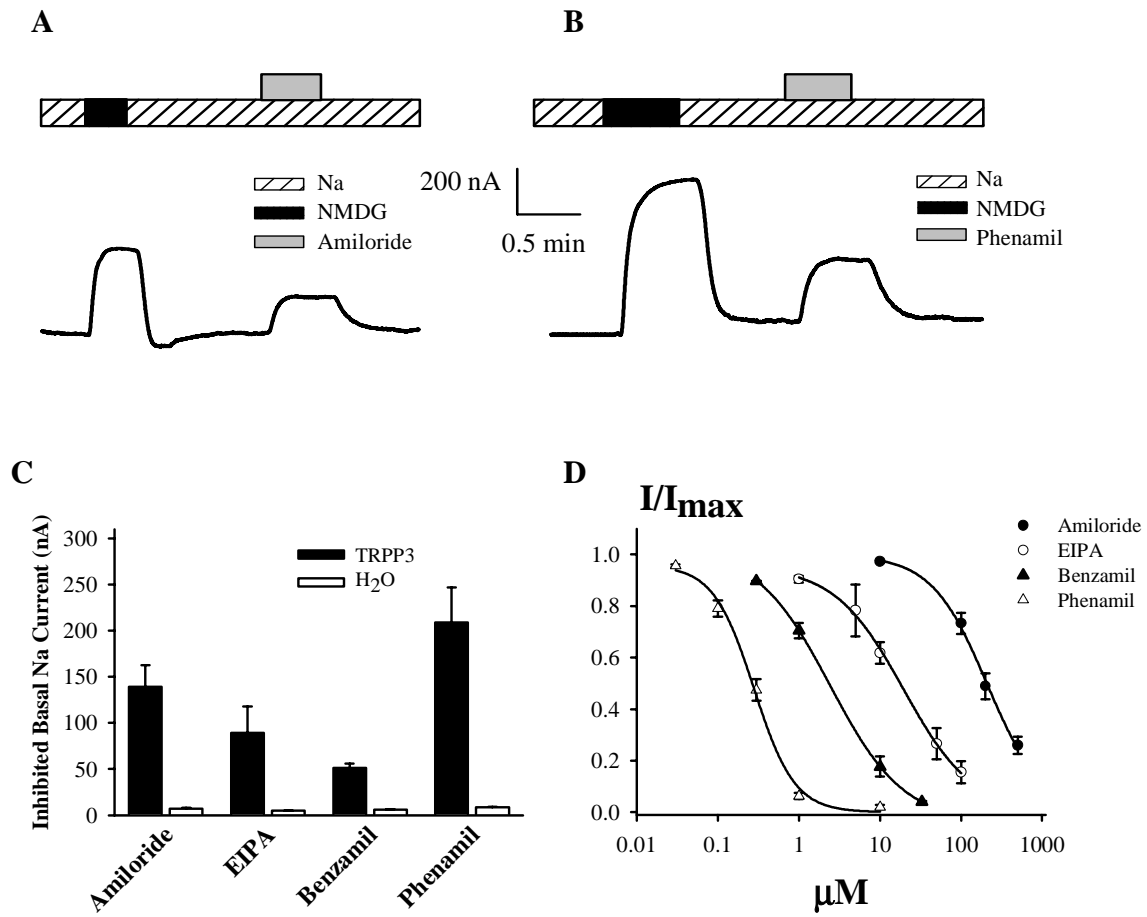 A
B
Na
NMDG
Amiloride
200 nA
0.5 min
Na
NMDG
Phenamil
C
Inhibited Basal Na Current (nA)
300
250
200
150
100
50
0
TRPP3
H2O
Amiloride
EIPA
Benzamil
Phenamil
D
I/Imax
Amiloride
EIPA
Benzamil
Phenamil
1.0
0.8
0.6
0.4
0.2
0.0
0.01 0.1 1 10 100 1000
μM